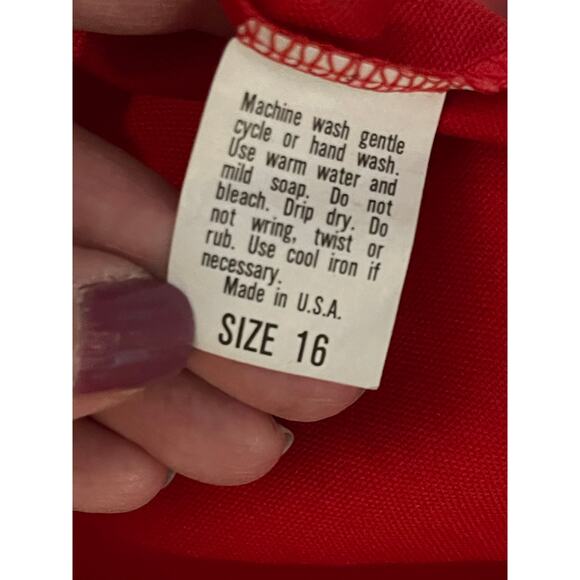 Machine wash gentle
cycle or hand wash.
Use warm water and
mild soap. Do not
bleach. Drip dry. Do
not wring, twist or
rub. Use cool iron if
necessary.
Made in U.S.A.
SIZE 16